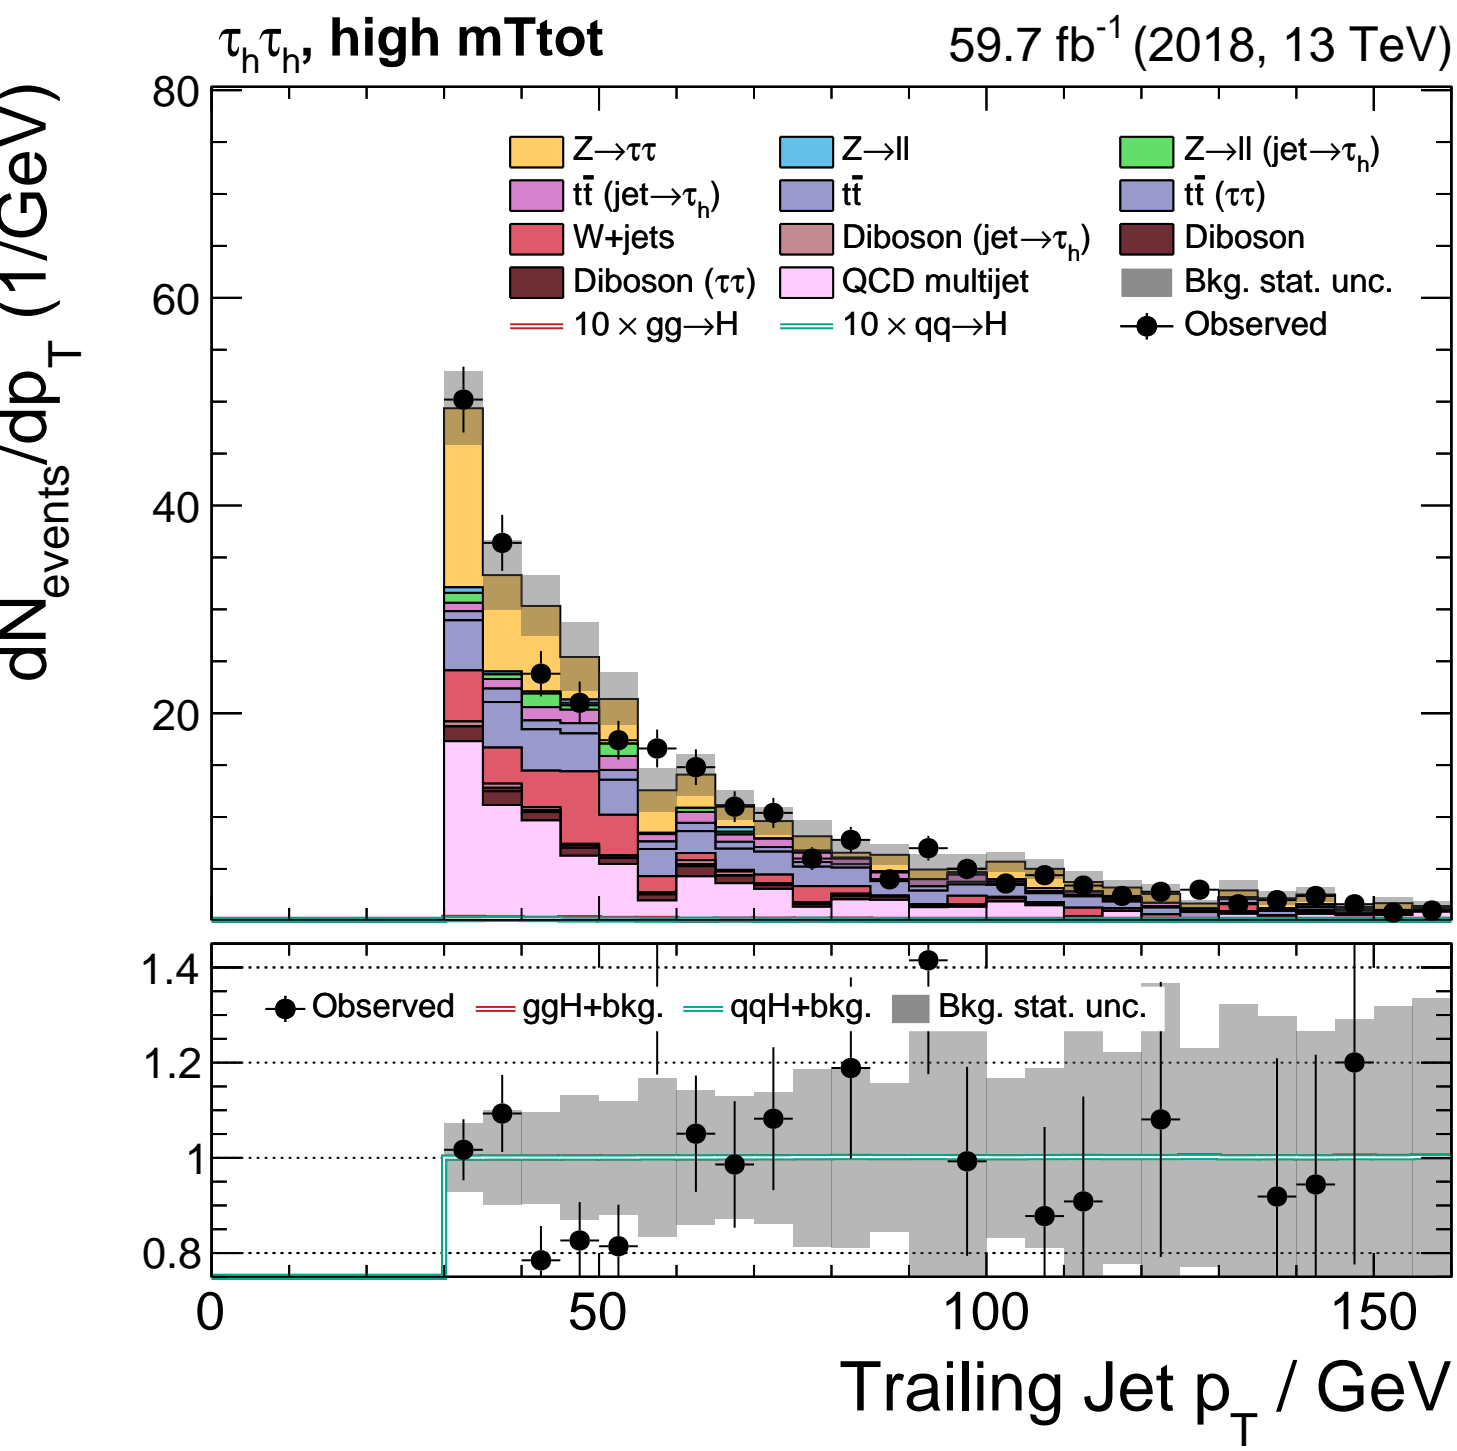 τhτh, high mTtot
59.7 fb-1 (2018, 13 TeV)
dNevents/dpT (1/GeV)
80
60
40
20
Z→ττ Z→ll Z→ll (jet→τh)
tt̄ (jet→τh) tt̄ tt̄ (ττ)
W+jets Diboson (jet→τh) Diboson
Diboson (ττ) QCD multijet Bkg. stat. unc.
10 × gg→H 10 × qq→H Observed
1.4
1.2
1
0.8
Observed ggH+bkg. qqH+bkg. Bkg. stat. unc.
0 50 100 150
Trailing Jet pT / GeV